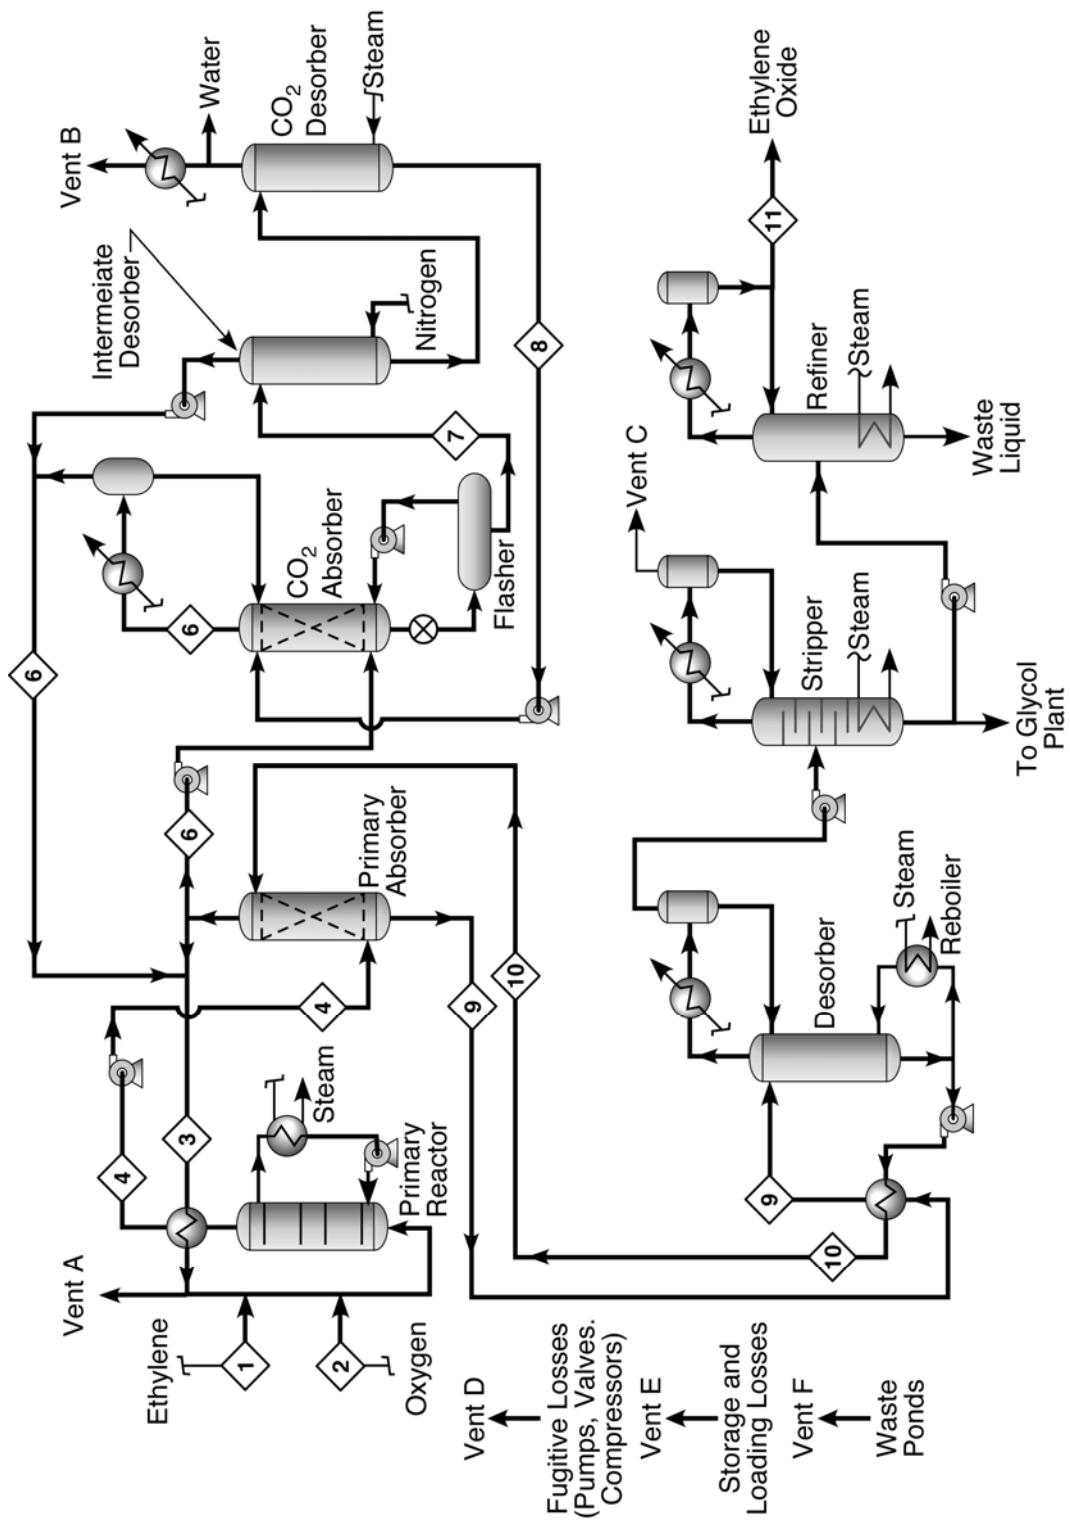 Vent A
Vent B
6
Intermeiate
Desorber
4
Ethylene
3
6
6
Water
1
CO2
Desorber
Steam
Steam
CO2
Absorber
2
4
Primary
Absorber
Oxygen
Primary
Reactor
Nitrogen
7
9
Flasher
10
8
Vent D
Fugitive Losses
(Pumps, Valves.
Compressors)
Vent E
Storage and
Loading Losses
Vent F
Waste
Ponds
Vent C
9
10
Desorber
Steam
Reboiler
Stripper
Steam
Refiner
Steam
11
Ethylene
Oxide
To Glycol
Plant
Waste
Liquid